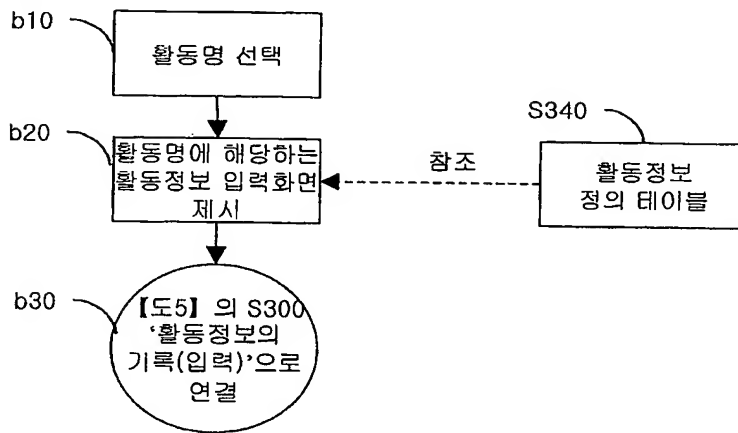 b10
활동명 선택
b20
활동명에 해당하는
활동정보 입력화면
제시
S340
참조
활동정보
정의 테이블
b30
【도5】의 S300
‘활동정보의
기록(입력)’으로
연결